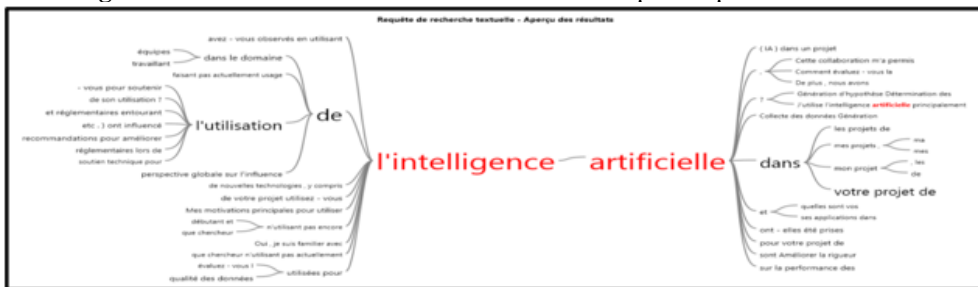 Requête de recherche textuelle - Aperçu des résultats
avez - vous observés en utilisant
équipes
travaillant
dans le domaine
faisant pas actuellement usage
- vous pour soutenir
de son utilisation ?
et réglementaires entourant
etc . ) ont influencé
recommandations pour améliorer
réglementaires lors de
soutien technique pour
l'utilisation
de
perspective globale sur l'influence
de nouvelles technologies , y compris
de votre projet utilisez - vous
Mes motivations principales pour utiliser
débutant et
que chercheur
n'utilisant pas encore
Oui , je suis familier avec
que chercheur n'utilisant pas actuellement
évaluez - vous l
qualité des données
utilisées pour
l'intelligence
artificielle
( IA ) dans un projet
,
Cette collaboration m'a permis
Comment évaluez - vous la
De plus , nous avons
?
Génération d'hypothèse Détermination des
J'utilise l'intelligence artificielle principalement
Collecte des données Génération
dans
les projets de
mes projets ,
ma
mes
mon projet
, les
de
votre projet de
et
quelles sont vos
ses applications dans
ont - elles été prises
pour votre projet de
sont Améliorer la rigueur
sur la performance des